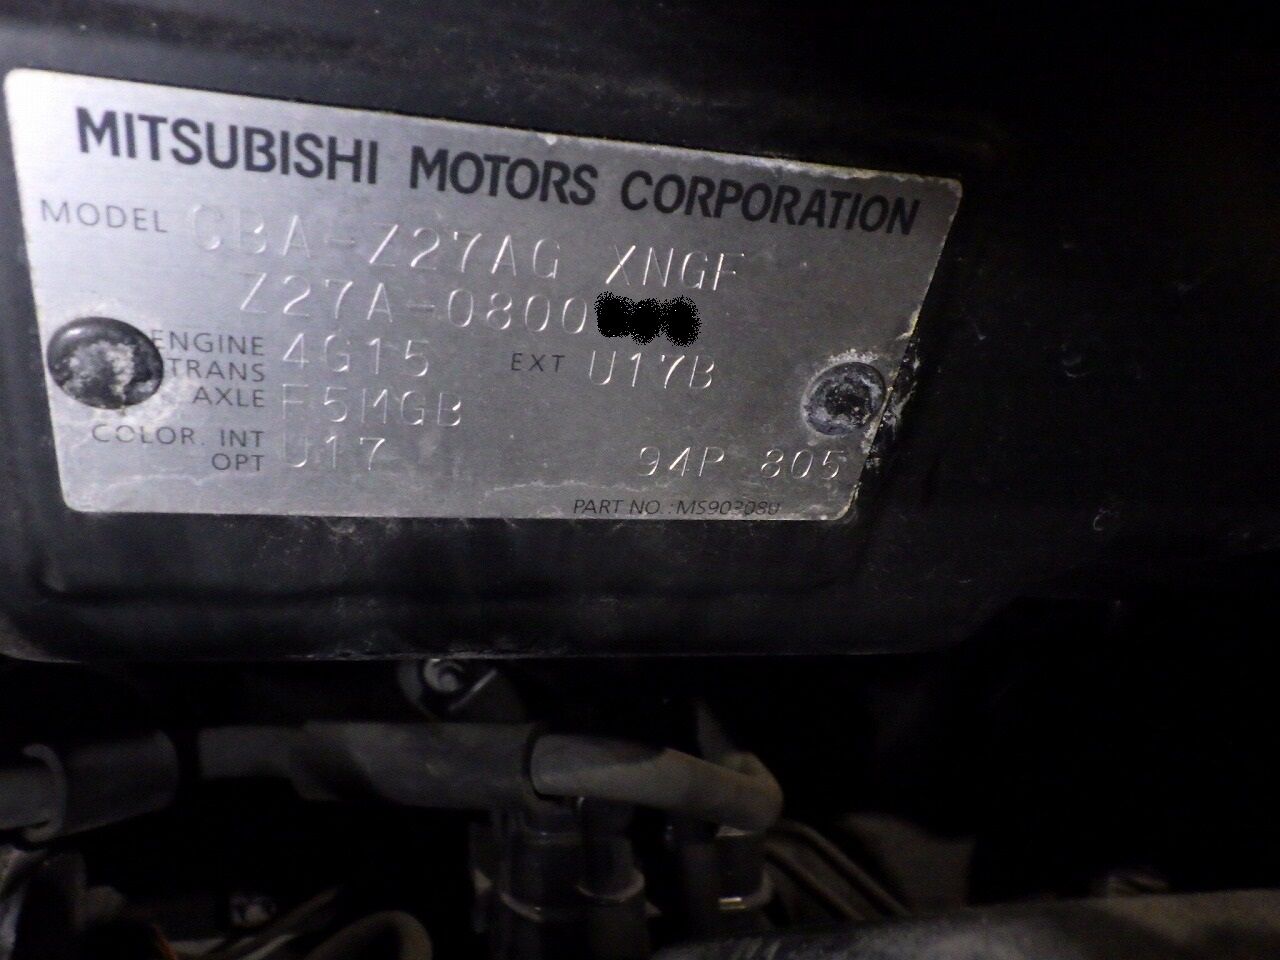 MITSUBISHI MOTORS CORPORATION
MODEL CBA-Z27AG XNGF
Z27A-0800
ENGINE 4G15 EXT U17B
TRANS
AXLE F5MGB
COLOR. INT U17
OPT 94P 805
PART NO.: